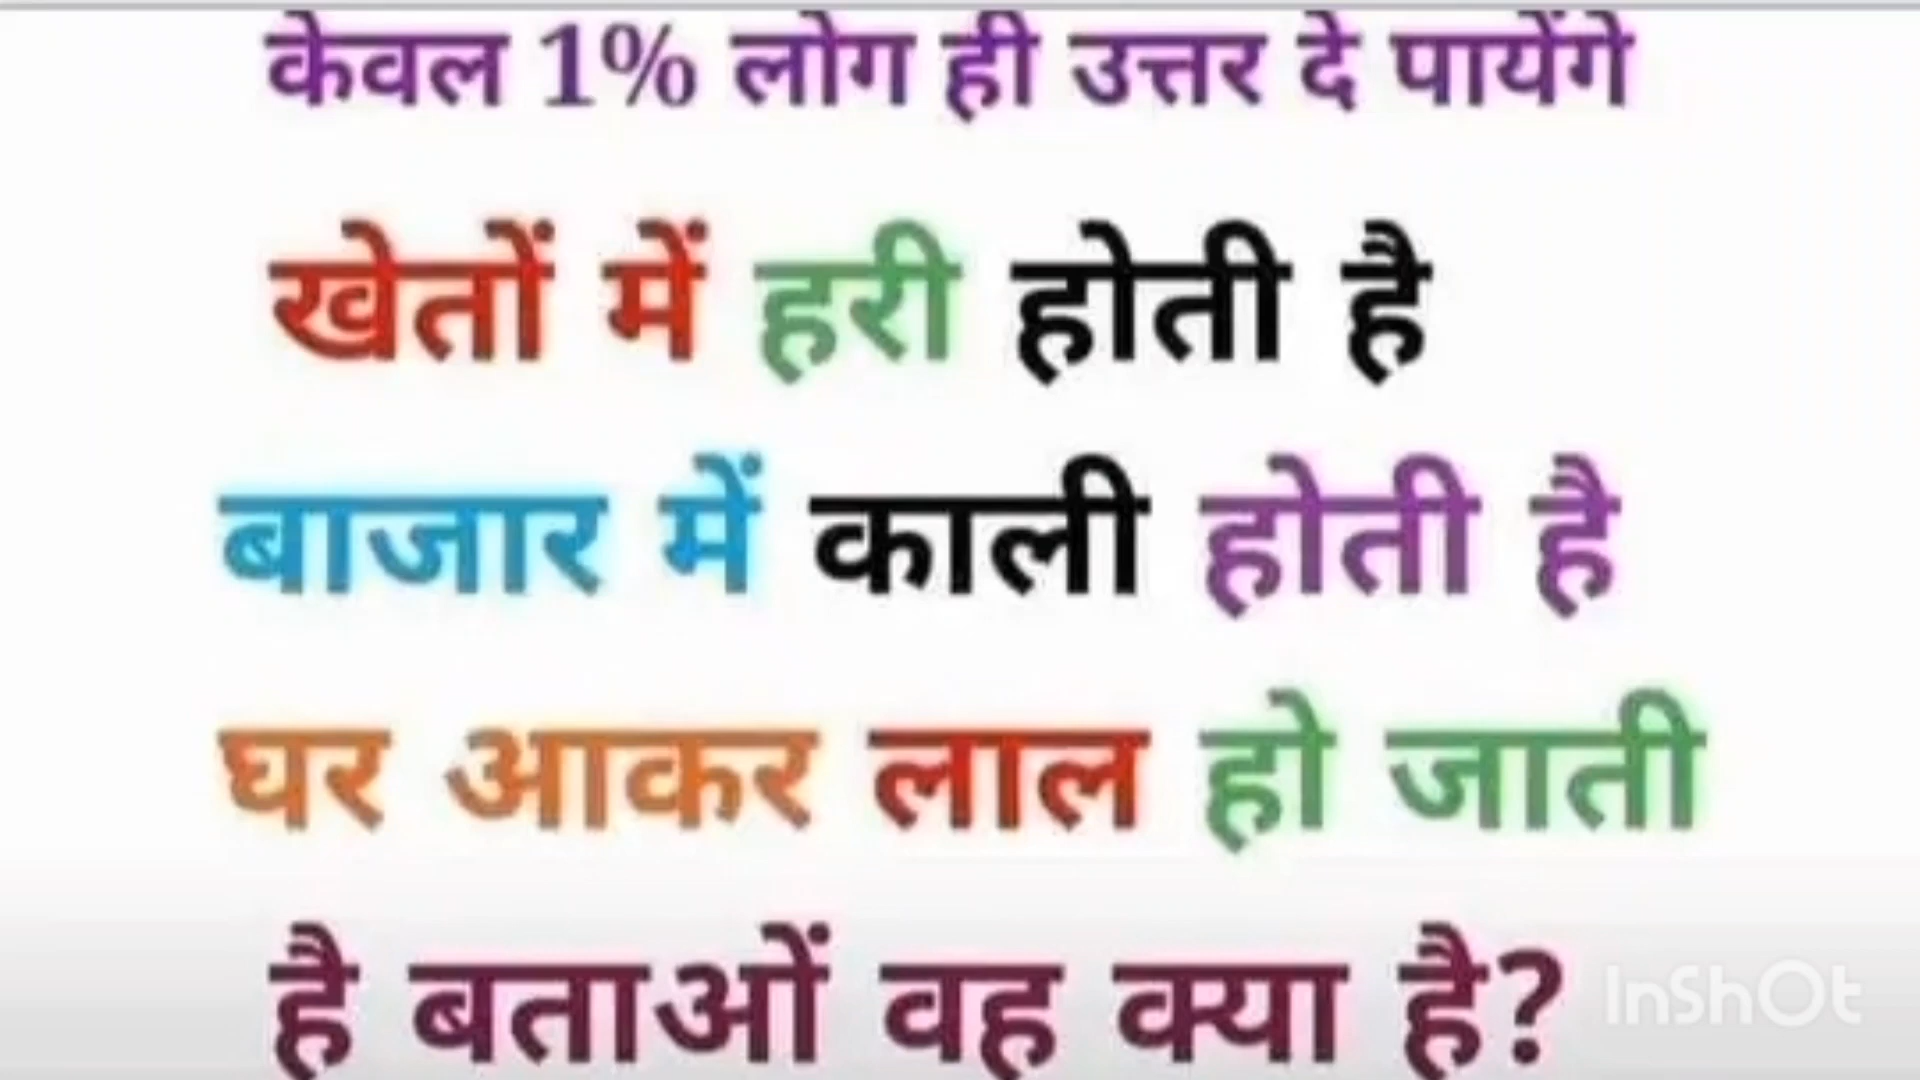 केवल 1% लोग ही उत्तर दे पायेंगे
खेतों में हरी होती है
बाजार में काली होती है
घर आकर लाल हो जाती
है बताओं वह क्या है?
InShOt